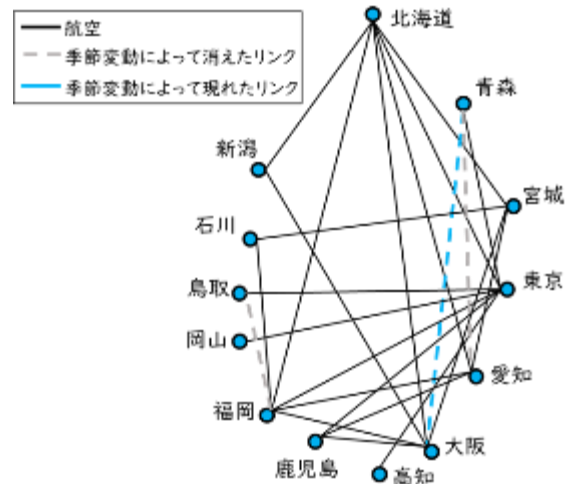 航空
季節変動によって消えたリンク
季節変動によって現れたリンク
北海道
青森
新潟
宮城
石川
鳥取
東京
岡山
愛知
福岡
大阪
鹿児島
高知